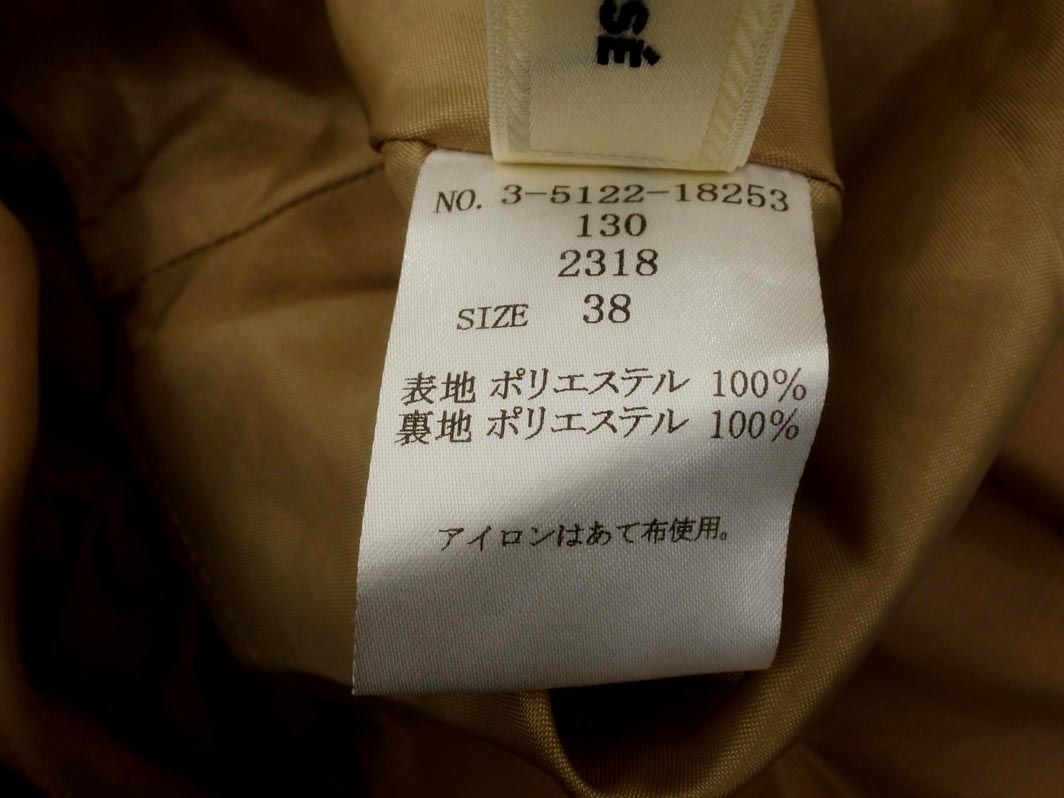 SÉ
NO. 3-5122-18253
130
2318
SIZE 38
表地 ポリエステル 100%
裏地 ポリエステル 100%
アイロンはあて布使用。